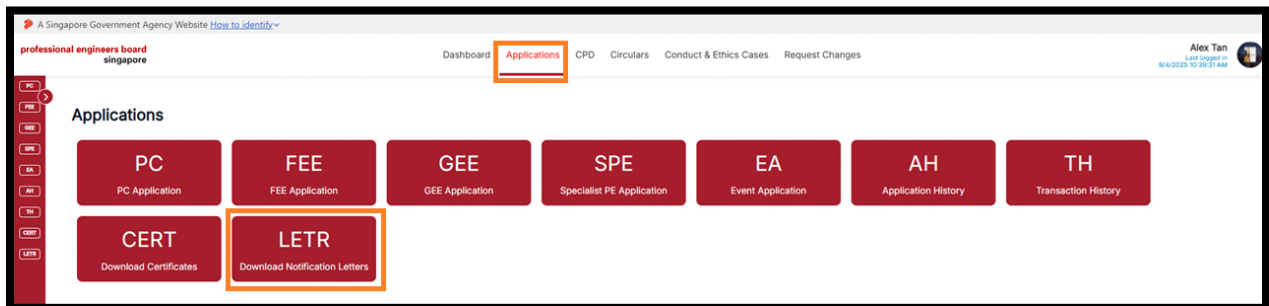 A Singapore Government Agency Website How to identify
professional engineers board
singapore
Dashboard Applications CPD Circulars Conduct & Ethics Cases Request Changes
Alex Tan
Last logged in
9/4/2025 10:39:31 AM
PC
FEE
GEE
SPE
EA
AH
TH
CERT
LETR
Applications
PC
PC Application
FEE
FEE Application
GEE
GEE Application
SPE
Specialist PE Application
EA
Event Application
AH
Application History
TH
Transaction History
CERT
Download Certificates
LETR
Download Notification Letters